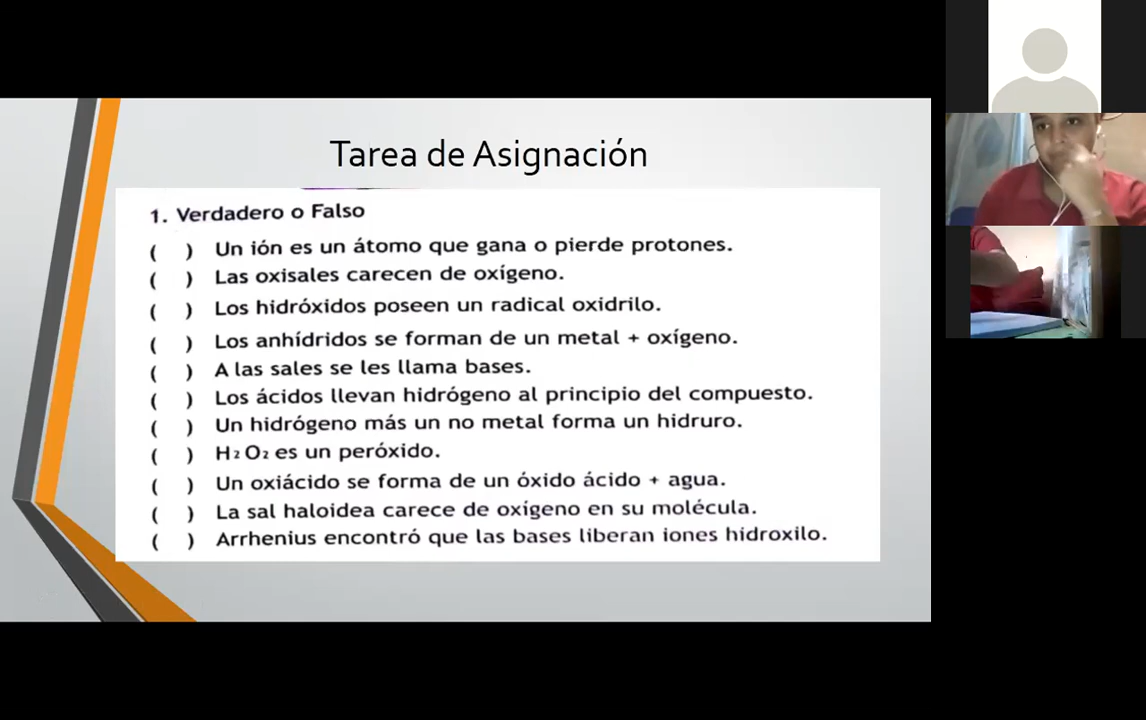 Tarea de Asignación
1. Verdadero o Falso
( ) Un ión es un átomo que gana o pierde protones.
( ) Las oxisales carecen de oxígeno.
( ) Los hidróxidos poseen un radical oxidrilo.
( ) Los anhídridos se forman de un metal + oxígeno.
( ) A las sales se les llama bases.
( ) Los ácidos llevan hidrógeno al principio del compuesto.
( ) Un hidrógeno más un no metal forma un hidruro.
( ) H₂O₂ es un peróxido.
( ) Un oxiácido se forma de un óxido ácido + agua.
( ) La sal haloidea carece de oxígeno en su molécula.
( ) Arrhenius encontró que las bases liberan iones hidroxilo.